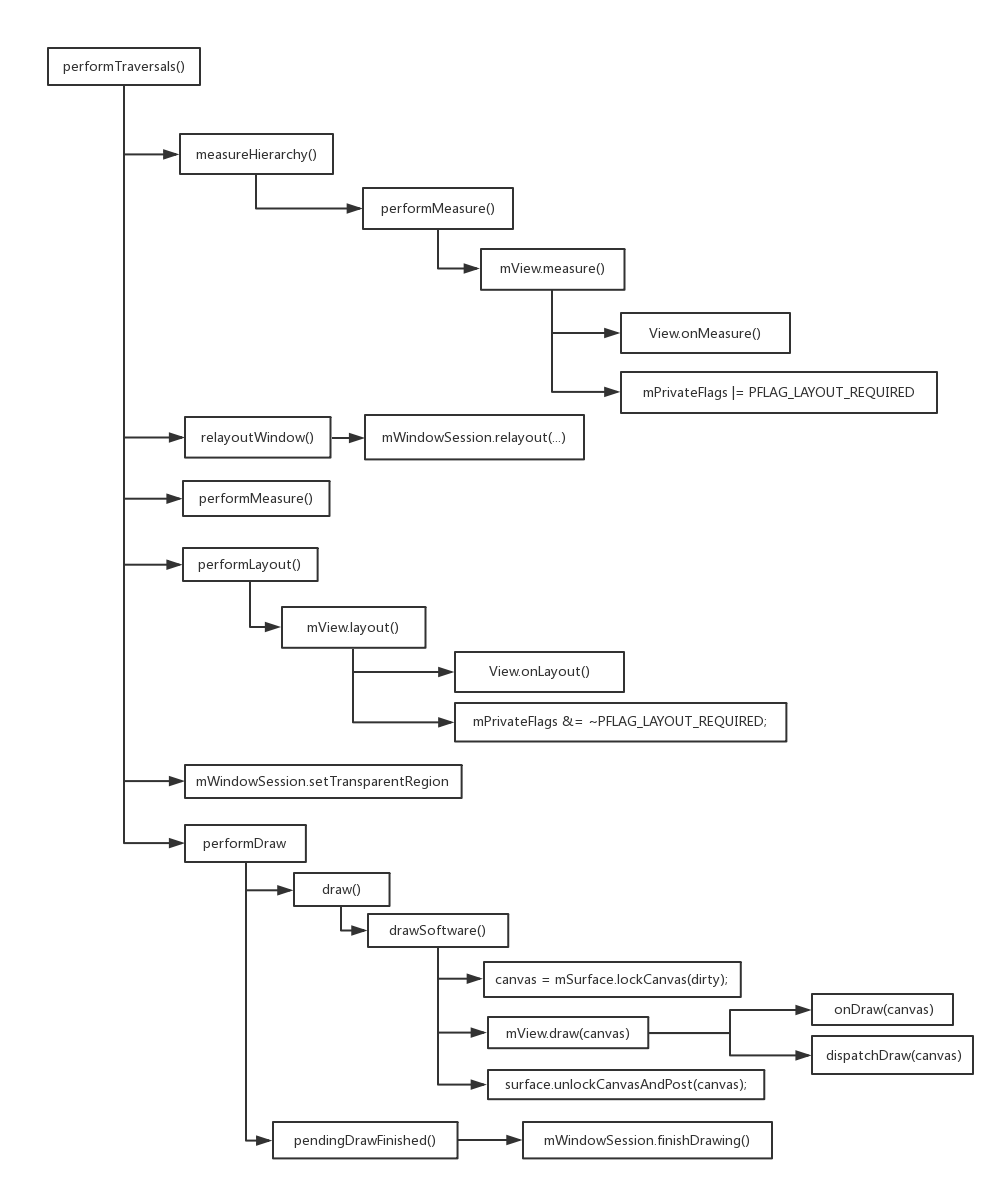 performTraversals()
measureHierarchy()
performMeasure()
mView.measure()
View.onMeasure()
mPrivateFlags |= PFLAG_LAYOUT_REQUIRED
relayoutWindow()
mWindowSession.relayout(...)
performMeasure()
performLayout()
mView.layout()
View.onLayout()
mPrivateFlags &= ~PFLAG_LAYOUT_REQUIRED;
mWindowSession.setTransparentRegion
performDraw
draw()
drawSoftware()
canvas = mSurface.lockCanvas(dirty);
onDraw(canvas)
mView.draw(canvas)
dispatchDraw(canvas)
surface.unlockCanvasAndPost(canvas);
pendingDrawFinished()
mWindowSession.finishDrawing()